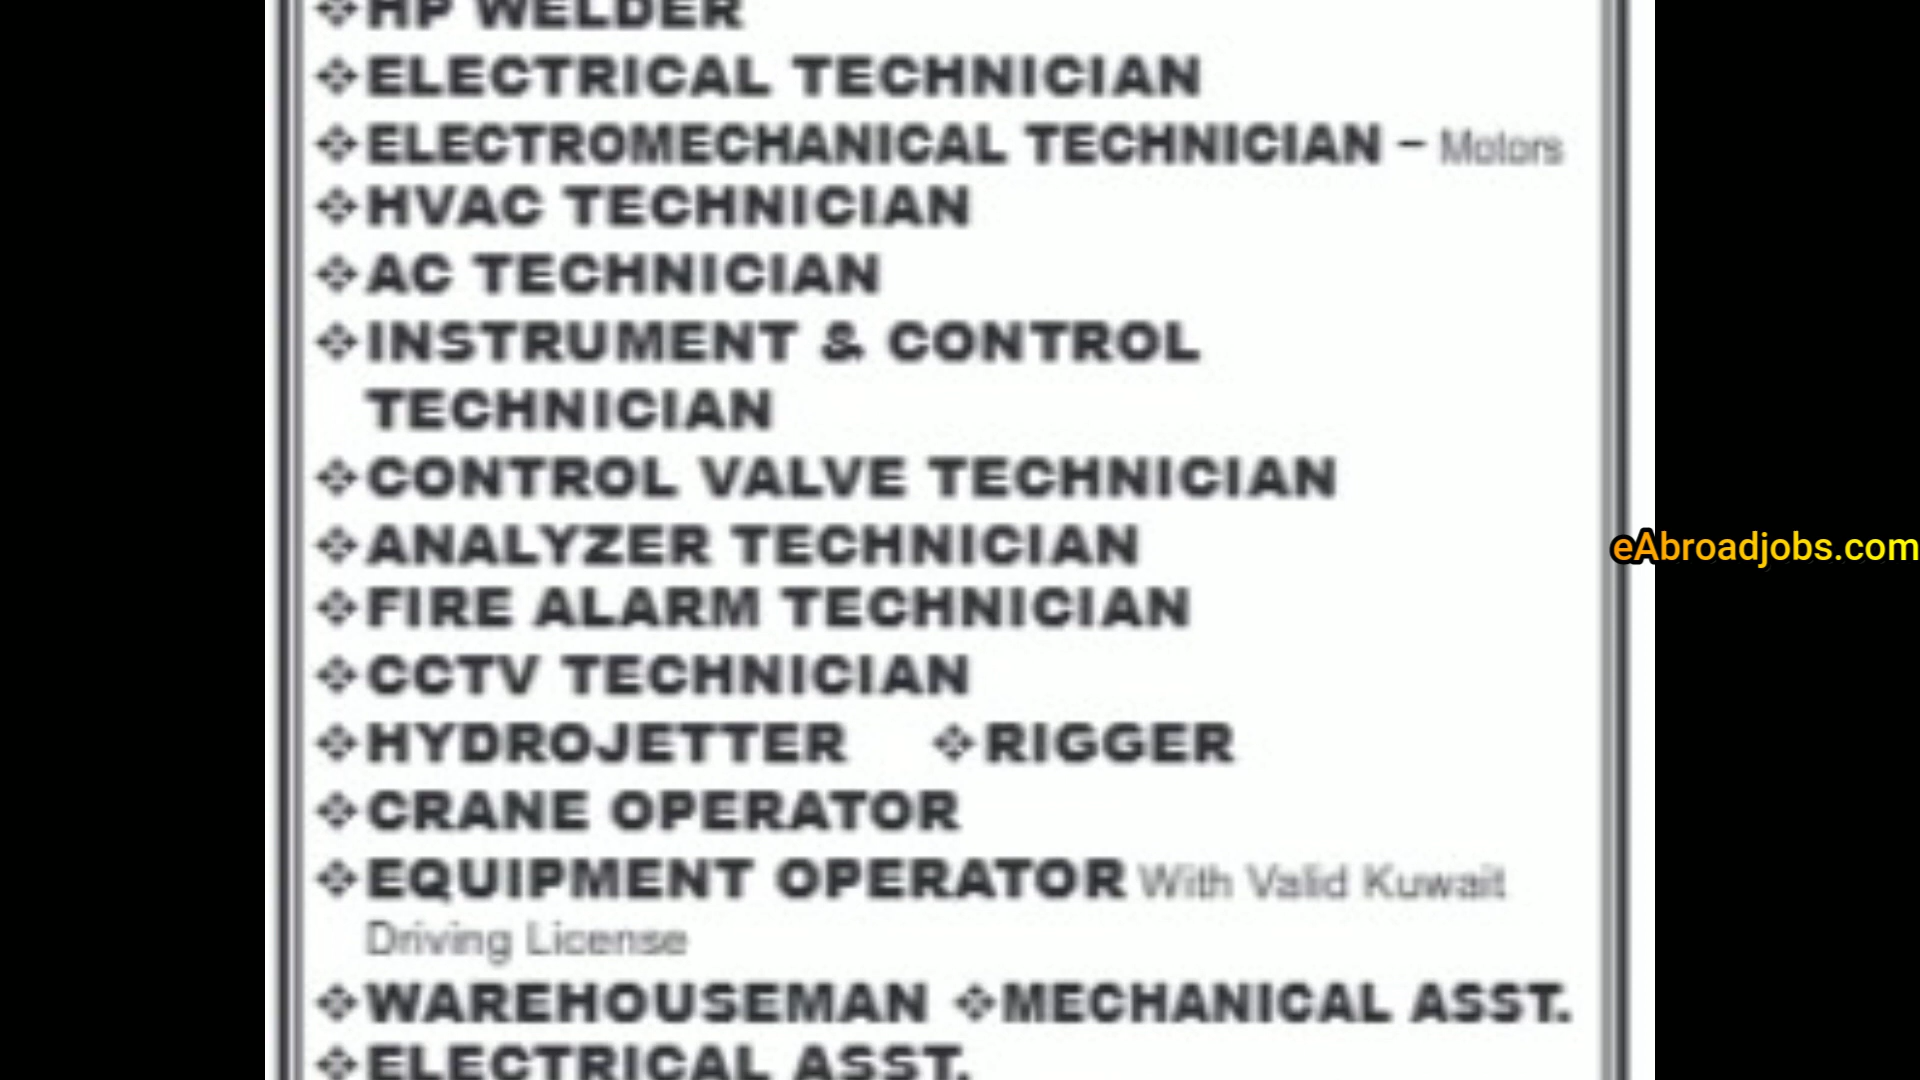 ❖HP WELDER
❖ELECTRICAL TECHNICIAN
❖ELECTROMECHANICAL TECHNICIAN – Motors
❖HVAC TECHNICIAN
❖AC TECHNICIAN
❖INSTRUMENT & CONTROL
TECHNICIAN
❖CONTROL VALVE TECHNICIAN
❖ANALYZER TECHNICIAN
❖FIRE ALARM TECHNICIAN
❖CCTV TECHNICIAN
❖HYDROJETTER ❖RIGGER
❖CRANE OPERATOR
❖EQUIPMENT OPERATOR With Valid Kuwait
Driving License
❖WAREHOUSEMAN ❖MECHANICAL ASST.
❖ELECTRICAL ASST.
eAbroadjobs.com